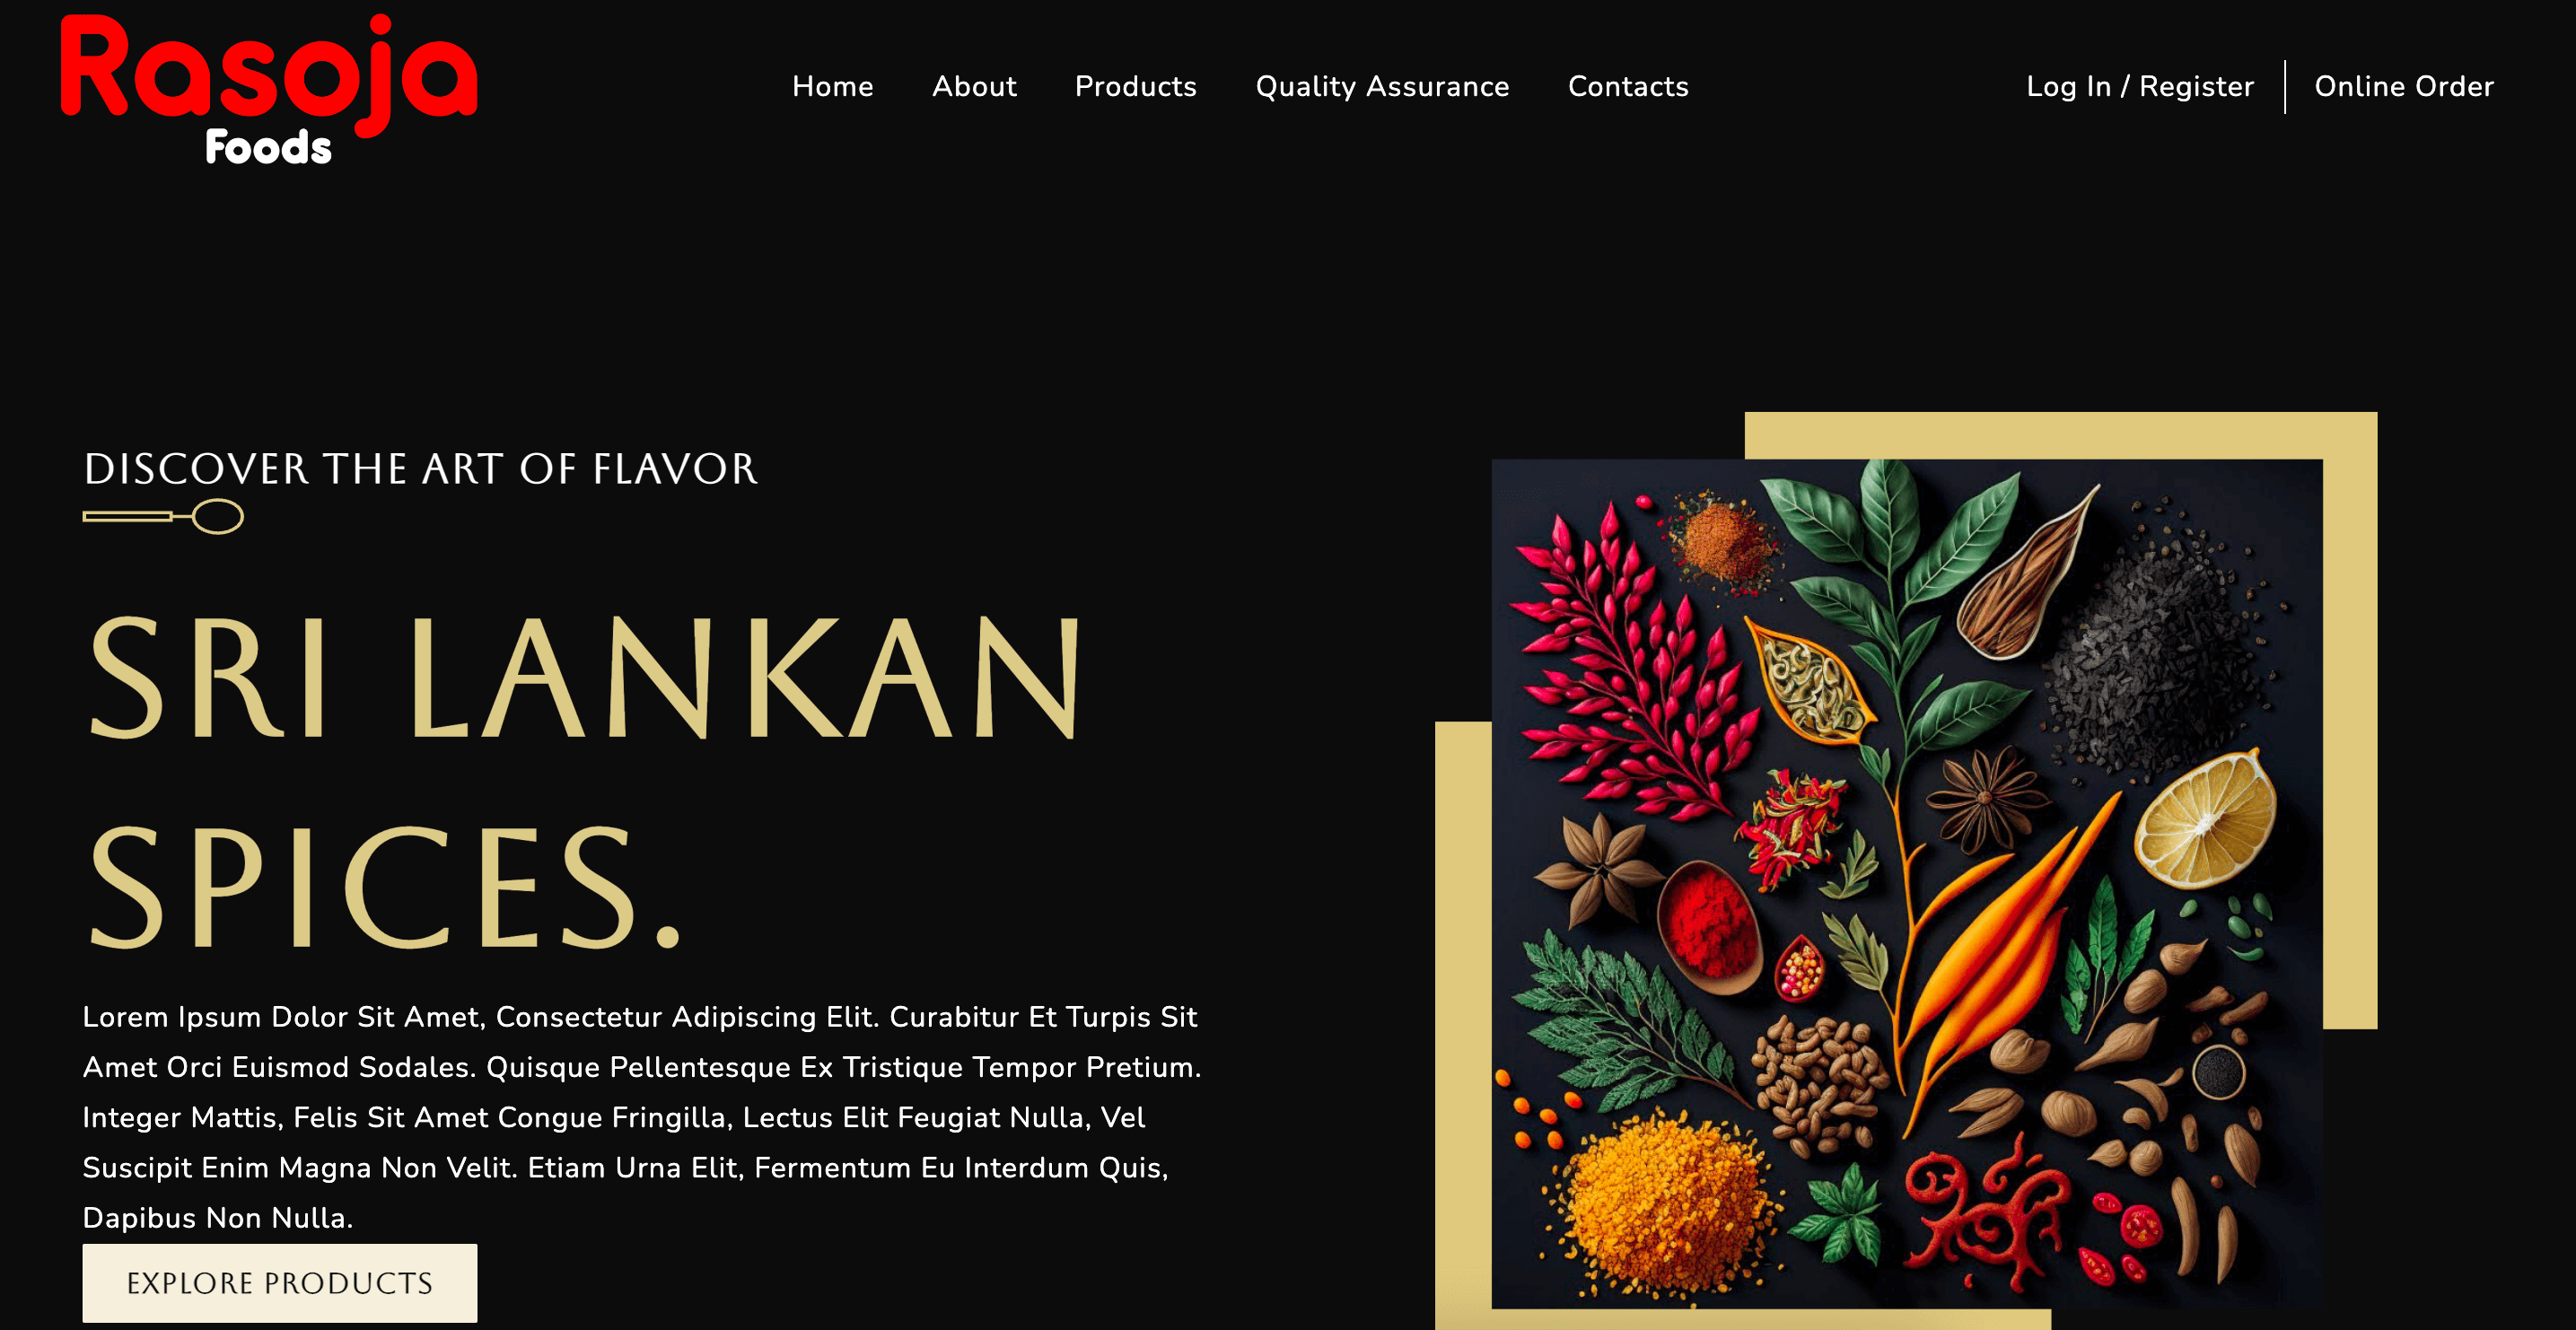 Rasoja
Foods
Home About Products Quality Assurance Contacts
Log In / Register Online Order
DISCOVER THE ART OF FLAVOR
SRI LANKAN
SPICES.
Lorem Ipsum Dolor Sit Amet, Consectetur Adipiscing Elit. Curabitur Et Turpis Sit
Amet Orci Euismod Sodales. Quisque Pellentesque Ex Tristique Tempor Pretium.
Integer Mattis, Felis Sit Amet Congue Fringilla, Lectus Elit Feugiat Nulla, Vel
Suscipit Enim Magna Non Velit. Etiam Urna Elit, Fermentum Eu Interdum Quis,
Dapibus Non Nulla.
EXPLORE PRODUCTS